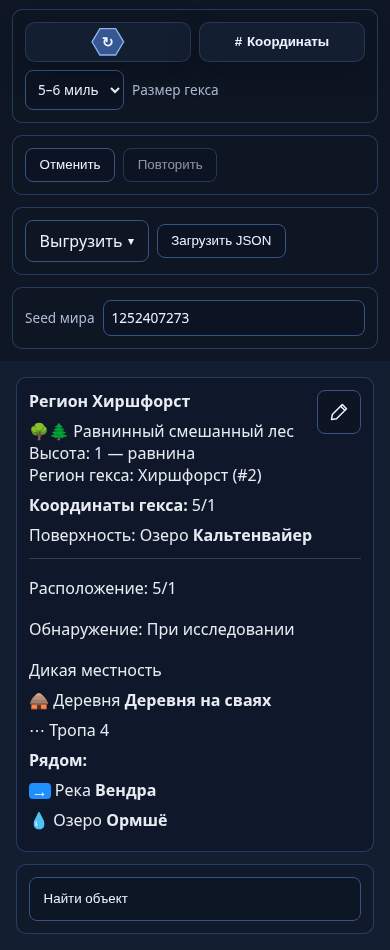 ↻ # Координаты
5–6 миль Размер гекса
Отменить Повторить
Выгрузить ▾ Загрузить JSON
Seed мира 1252407273
Регион Хиршфорст
🌳🌲 Равнинный смешанный лес
Высота: 1 — равнина
Регион гекса: Хиршфорст (#2)
Координаты гекса: 5/1
Поверхность: Озеро Кальтенвайер
Расположение: 5/1
Обнаружение: При исследовании
Дикая местность
🛖 Деревня Деревня на сваях
⋯ Тропа 4
Рядом:
→ Река Вендра
💧 Озеро Ормшё
Найти объект